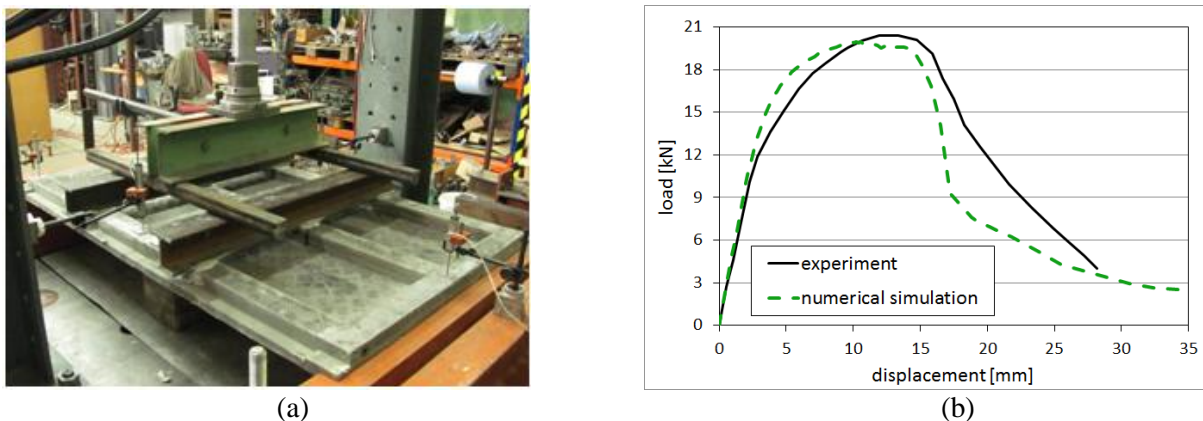 21
18
15
12
9
6
3
0
load [kN]
experiment
numerical simulation
0 5 10 15 20 25 30 35
displacement [mm]
(a) (b)